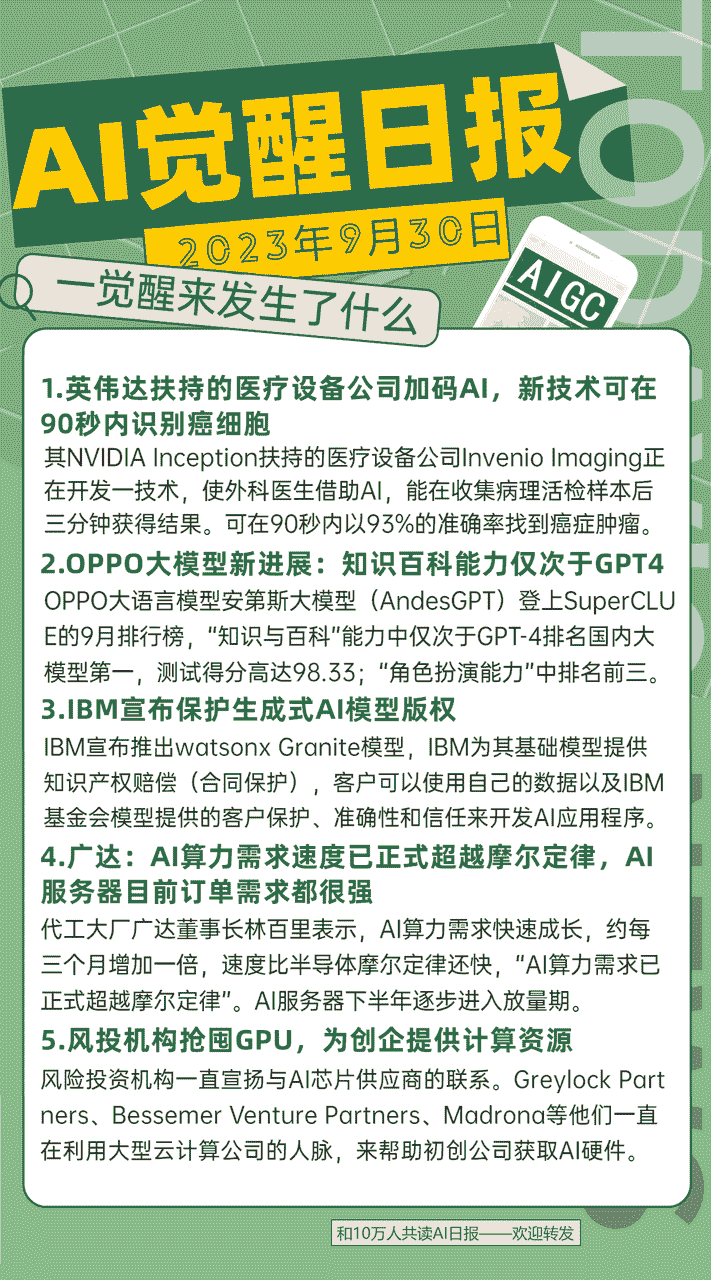 AI觉醒日报
2023年9月30日
一觉醒来发生了什么
AIGC
1.英伟达扶持的医疗设备公司加码AI，新技术可在
90秒内识别癌细胞
其NVIDIA Inception扶持的医疗设备公司Invenio Imaging正
在开发一技术，使外科医生借助AI，能在收集病理活检样本后
三分钟获得结果。可在90秒内以93%的准确率找到癌症肿瘤。
2.OPPO大模型新进展：知识百科能力仅次于GPT4
OPPO大语言模型安第斯大模型（AndesGPT）登上SuperCLU
E的9月排行榜，“知识与百科”能力中仅次于GPT-4排名国内大
模型第一，测试得分高达98.33；“角色扮演能力”中排名前三。
3.IBM宣布保护生成式AI模型版权
IBM宣布推出watsonx Granite模型，IBM为其基础模型提供
知识产权赔偿（合同保护），客户可以使用自己的数据以及IBM
基金会模型提供的客户保护、准确性和信任来开发AI应用程序。
4.广达：AI算力需求速度已正式超越摩尔定律，AI
服务器目前订单需求都很强
代工大厂广达董事长林百里表示，AI算力需求快速成长，约每
三个月增加一倍，速度比半导体摩尔定律还快，“AI算力需求已
正式超越摩尔定律”。AI服务器下半年逐步进入放量期。
5.风投机构抢囤GPU，为创企提供计算资源
风险投资机构一直宣扬与AI芯片供应商的联系。Greylock Part
ners、Bessemer Venture Partners、Madrona等他们一直
在利用大型云计算公司的人脉，来帮助初创公司获取AI硬件。
和10万人共读AI日报——欢迎转发